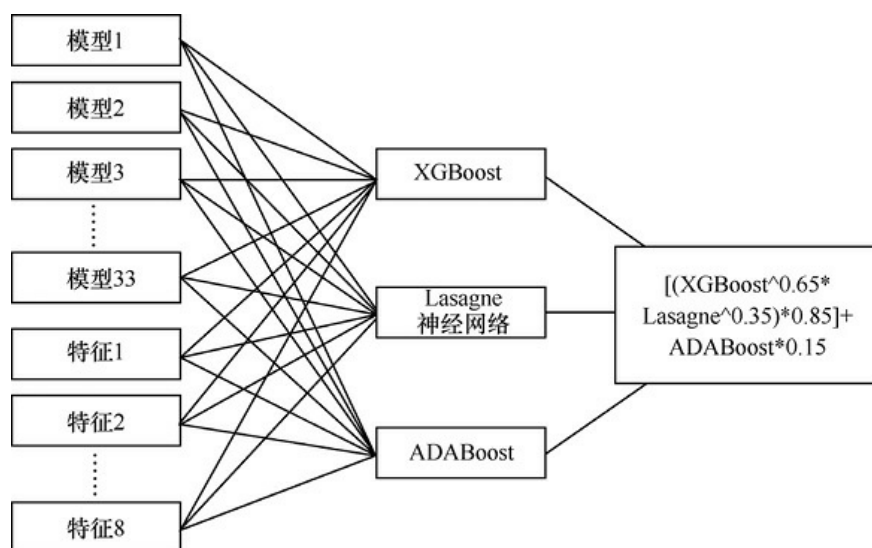 模型1
模型2
模型3
模型33
特征1
特征2
特征8
XGBoost
Lasagne
神经网络
ADABoost
[(XGBoost^0.65*
Lasagne^0.35)*0.85]+
ADABoost*0.15